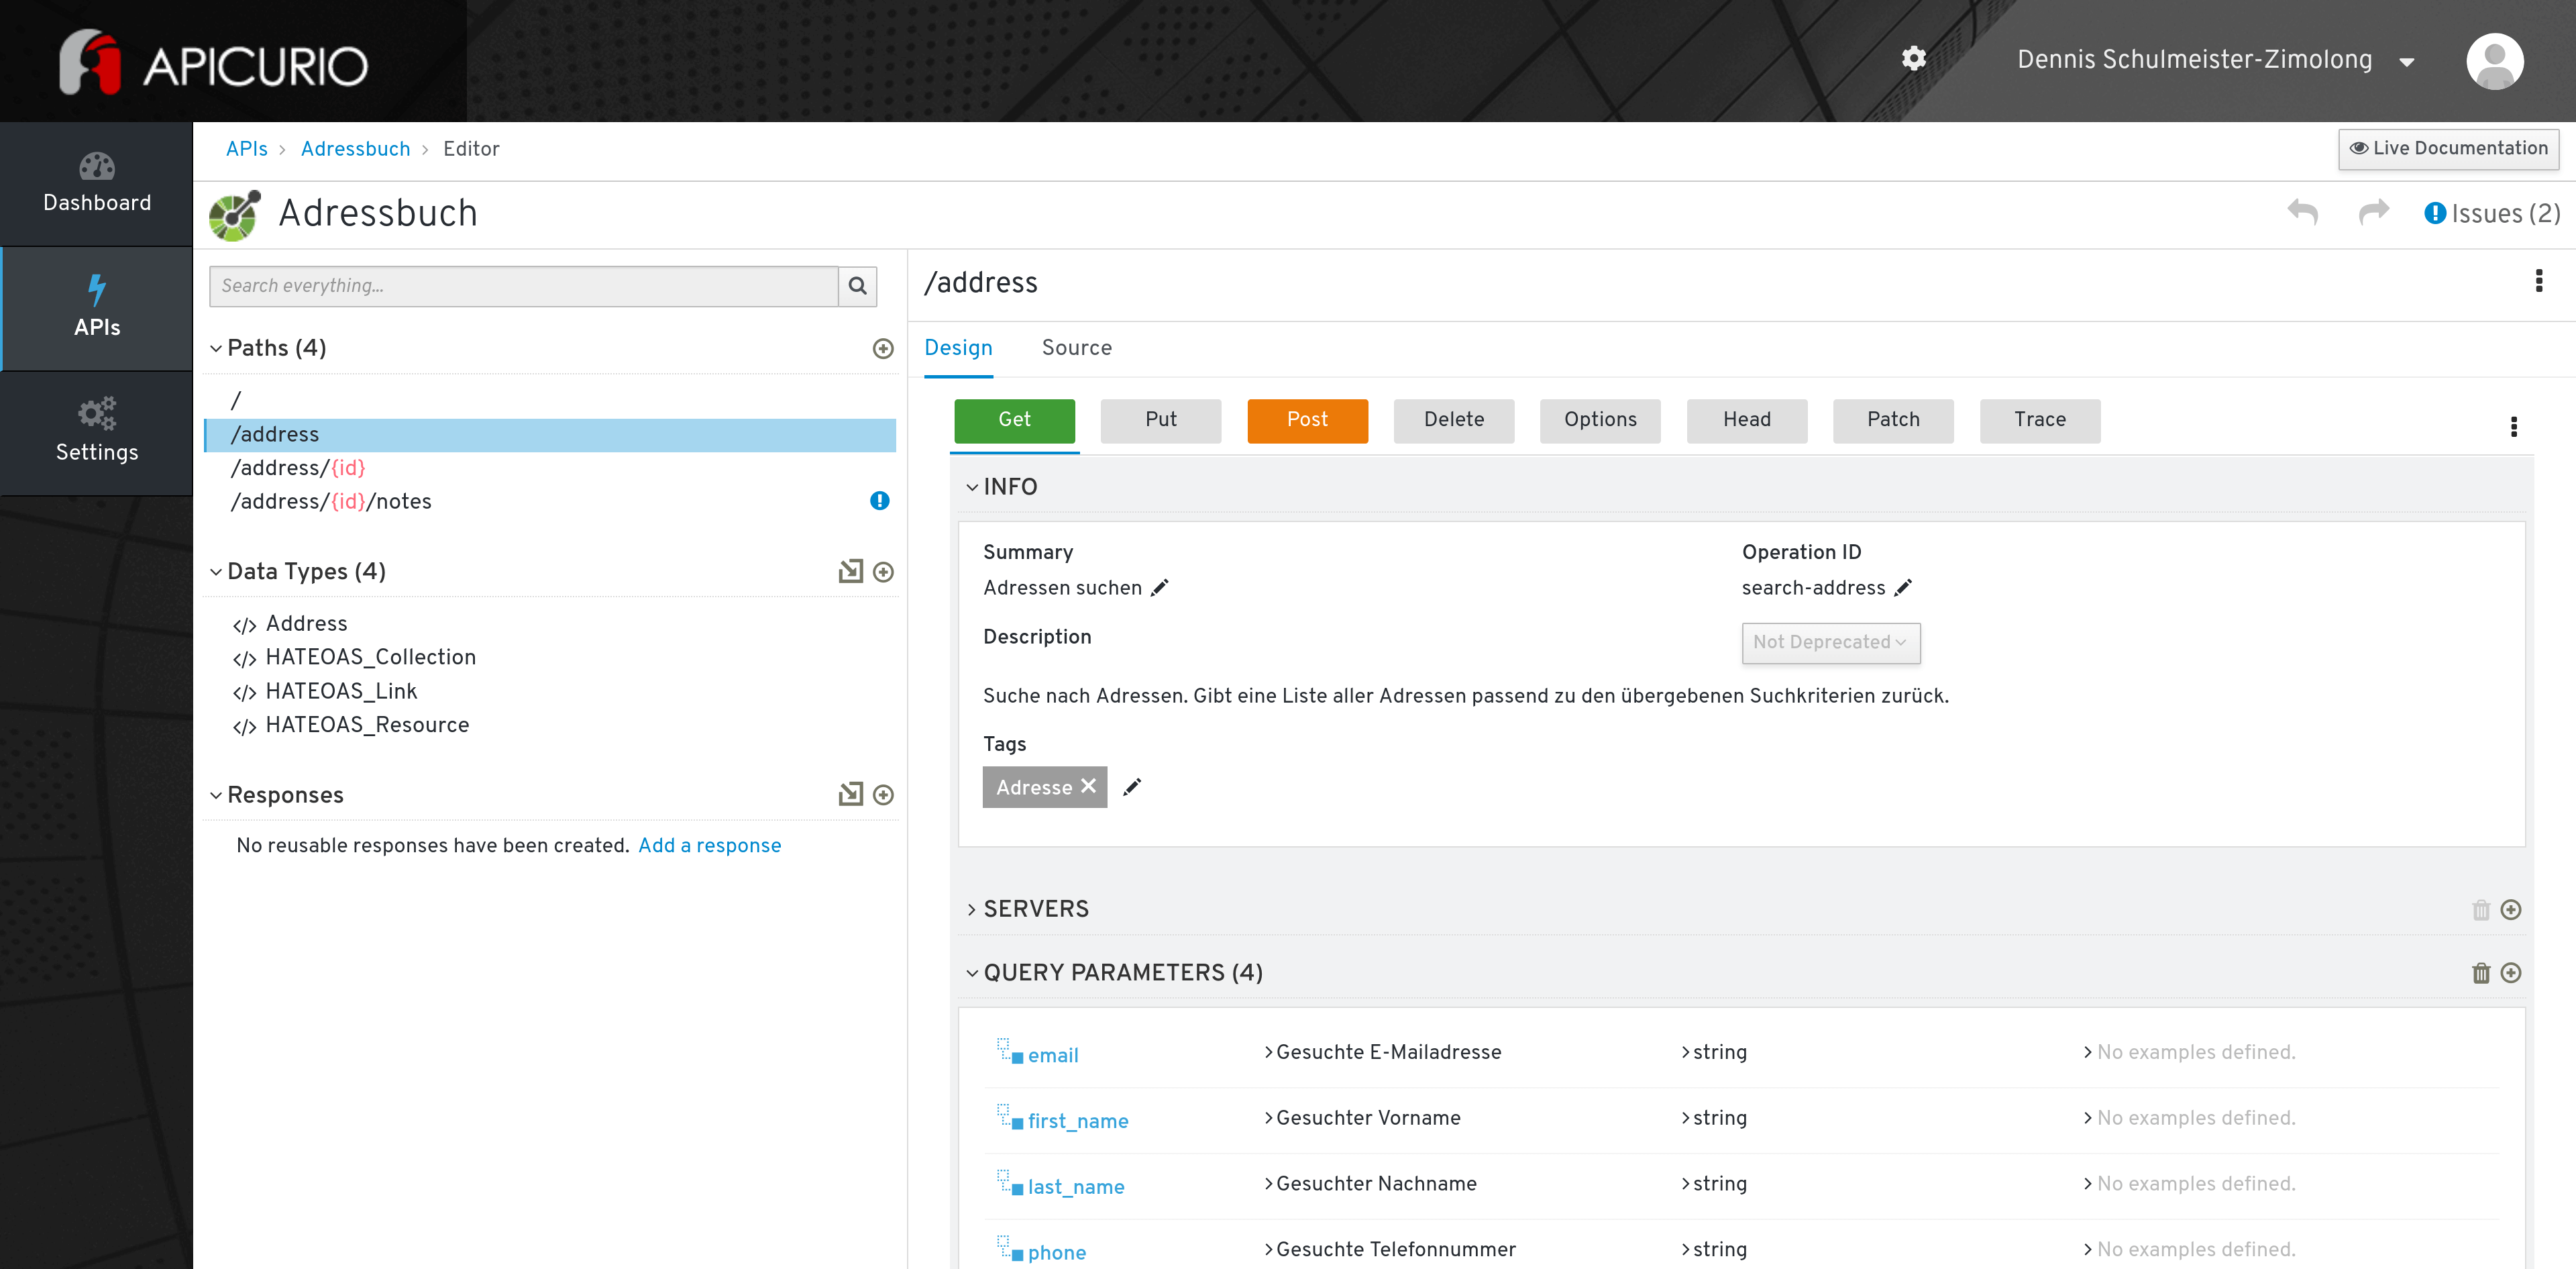 APICURIO
Dennis Schulmeister-Zimolong
Dashboard
APIs
Settings
APIs > Adressbuch > Editor
Live Documentation
Adressbuch
Issues (2)
Search everything...
Paths (4)
/
/address
/address/{id}
/address/{id}/notes
Data Types (4)
</> Address
</> HATEOAS_Collection
</> HATEOAS_Link
</> HATEOAS_Resource
Responses
No reusable responses have been created. Add a response
/address
Design Source
Get Put Post Delete Options Head Patch Trace
INFO
Summary Operation ID
Adressen suchen search-address
Description Not Deprecated
Suche nach Adressen. Gibt eine Liste aller Adressen passend zu den übergebenen Suchkriterien zurück.
Tags
Adresse
SERVERS
QUERY PARAMETERS (4)
email Gesuchte E-Mailadresse string No examples defined.
first_name Gesuchter Vorname string No examples defined.
last_name Gesuchter Nachname string No examples defined.
phone Gesuchte Telefonnummer string No examples defined.